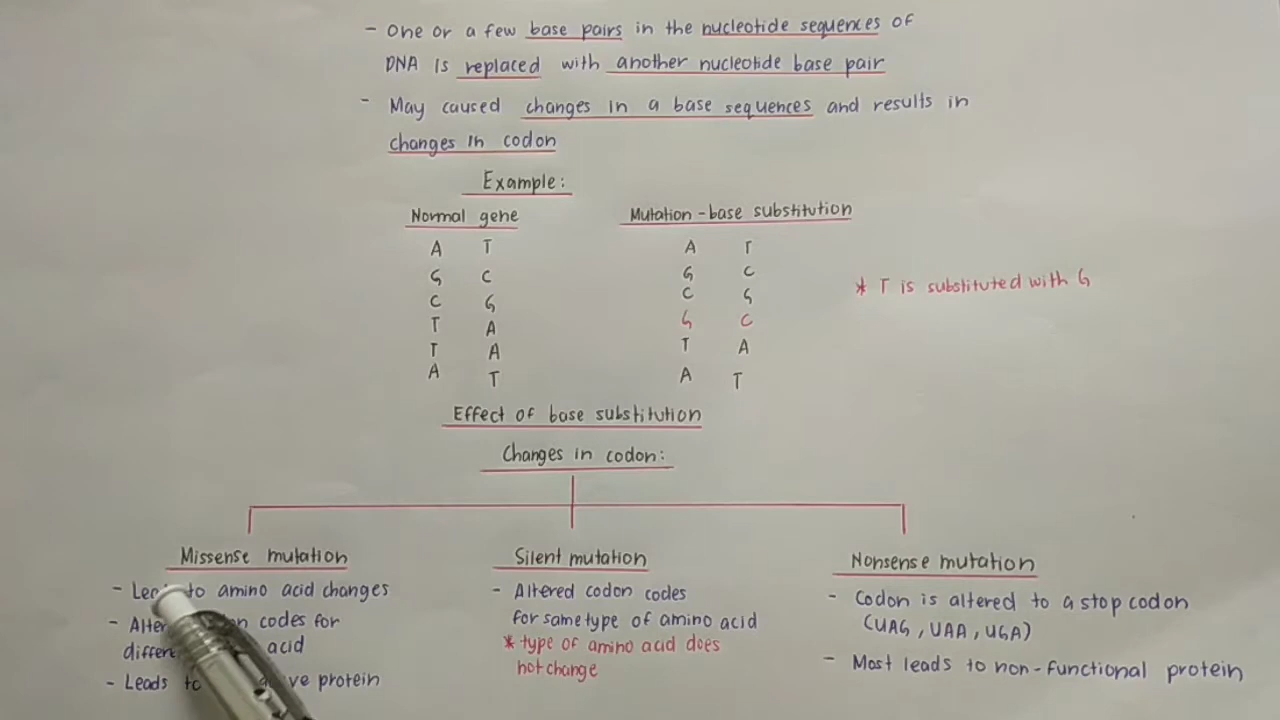 - One or a few base pairs in the nucleotide sequences of
DNA is replaced with another nucleotide base pair
- May caused changes in a base sequences and results in
changes in codon
Example:
Normal gene
A T
G C
C G
T A
T A
A T
Mutation - base substitution
A T
G C
C G
G C
T A
A T
* T is substituted with G
Effect of base substitution
Changes in codon:
Missense mutation
- to amino acid changes
- codes for
acid
- Leads to protein
Silent mutation
- Altered codon codes
for same type of amino acid
* type of amino acid does
not change
Nonsense mutation
- Codon is altered to a stop codon
(UAG, UAA, UGA)
- Most leads to non-functional protein